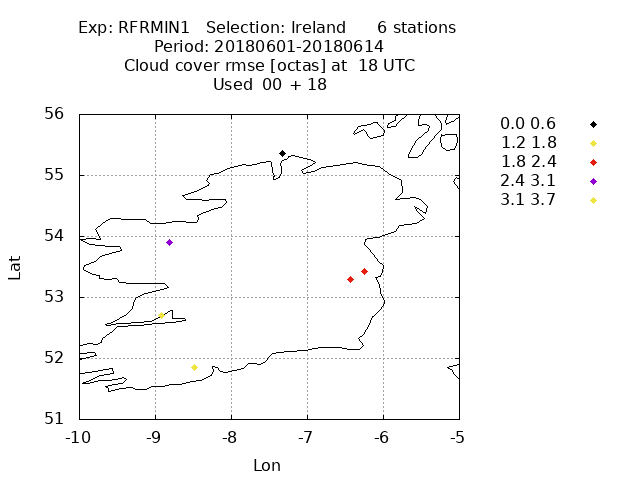 Exp: RFRMIN1 Selection: Ireland 6 stations
Period: 20180601-20180614
Cloud cover rmse [octas] at 18 UTC
Used 00 + 18
56
55
54
53
52
51
-10 -9 -8 -7 -6 -5
Lat
Lon
0.0 0.6
1.2 1.8
1.8 2.4
2.4 3.1
3.1 3.7